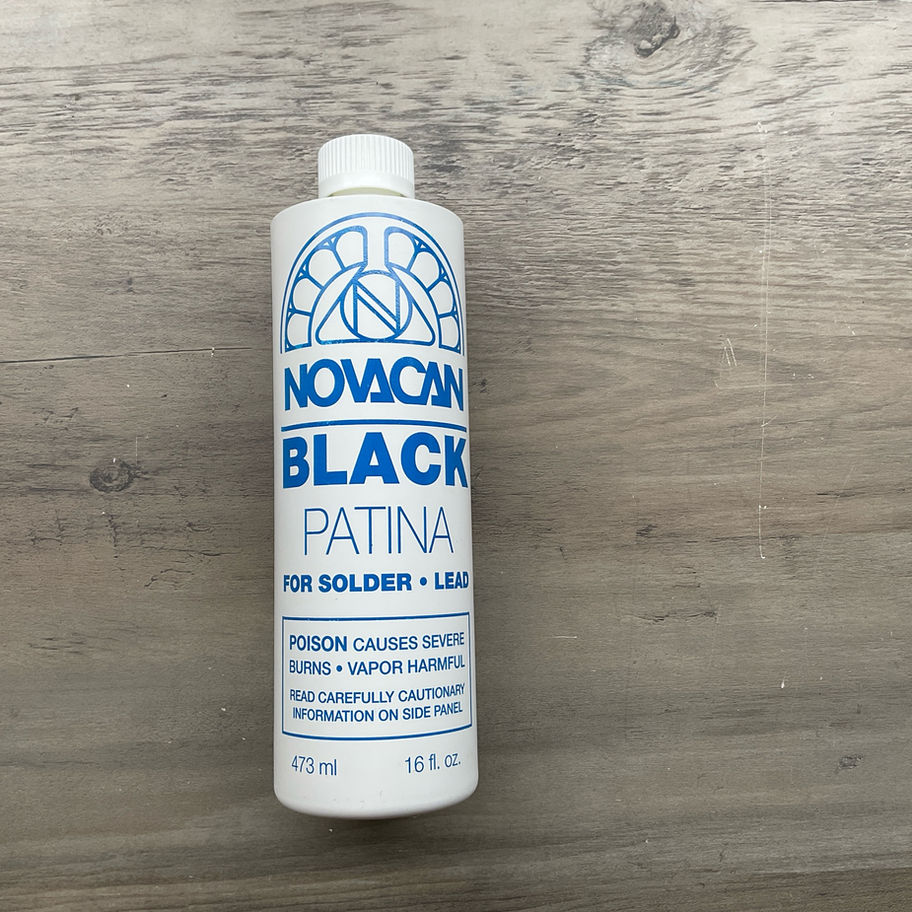 N
NOVACAN
BLACK
PATINA
FOR SOLDER • LEAD
POISON CAUSES SEVERE
BURNS • VAPOR HARMFUL
READ CAREFULLY CAUTIONARY
INFORMATION ON SIDE PANEL
473 ml 16 fl. oz.